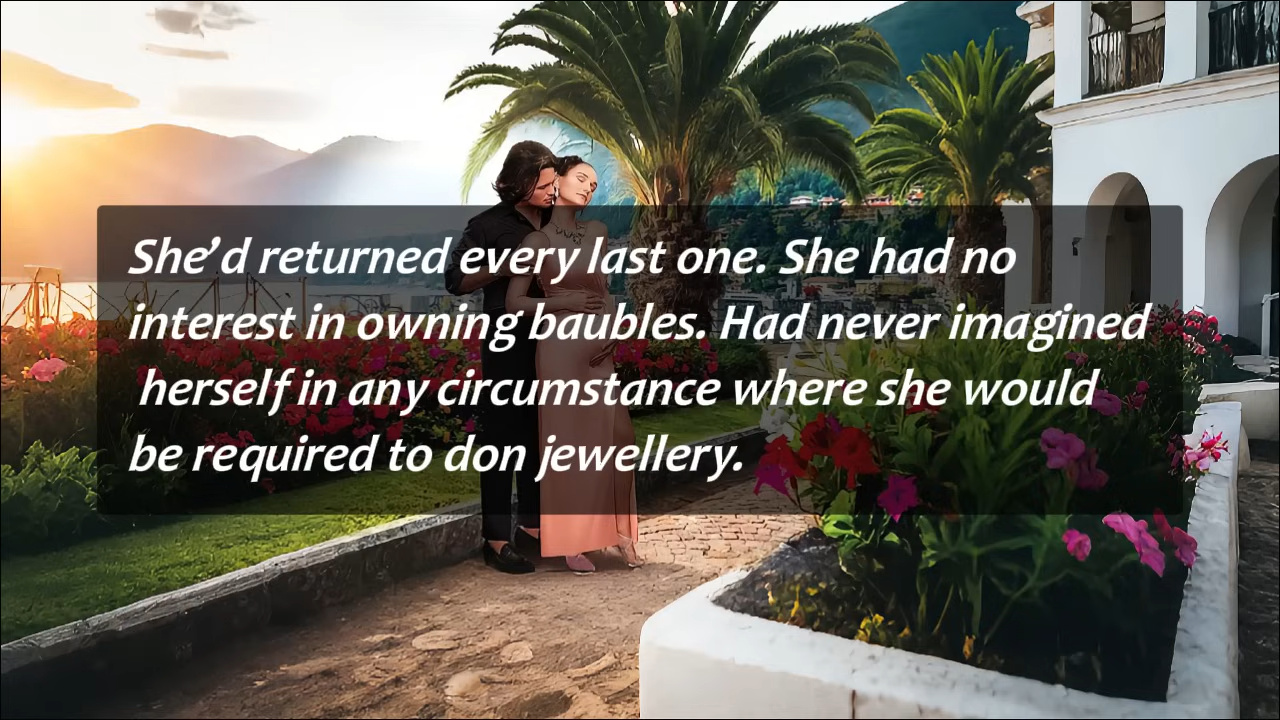 She’d returned every last one. She had no
interest in owning baubles. Had never imagined
herself in any circumstance where she would
be required to don jewellery.